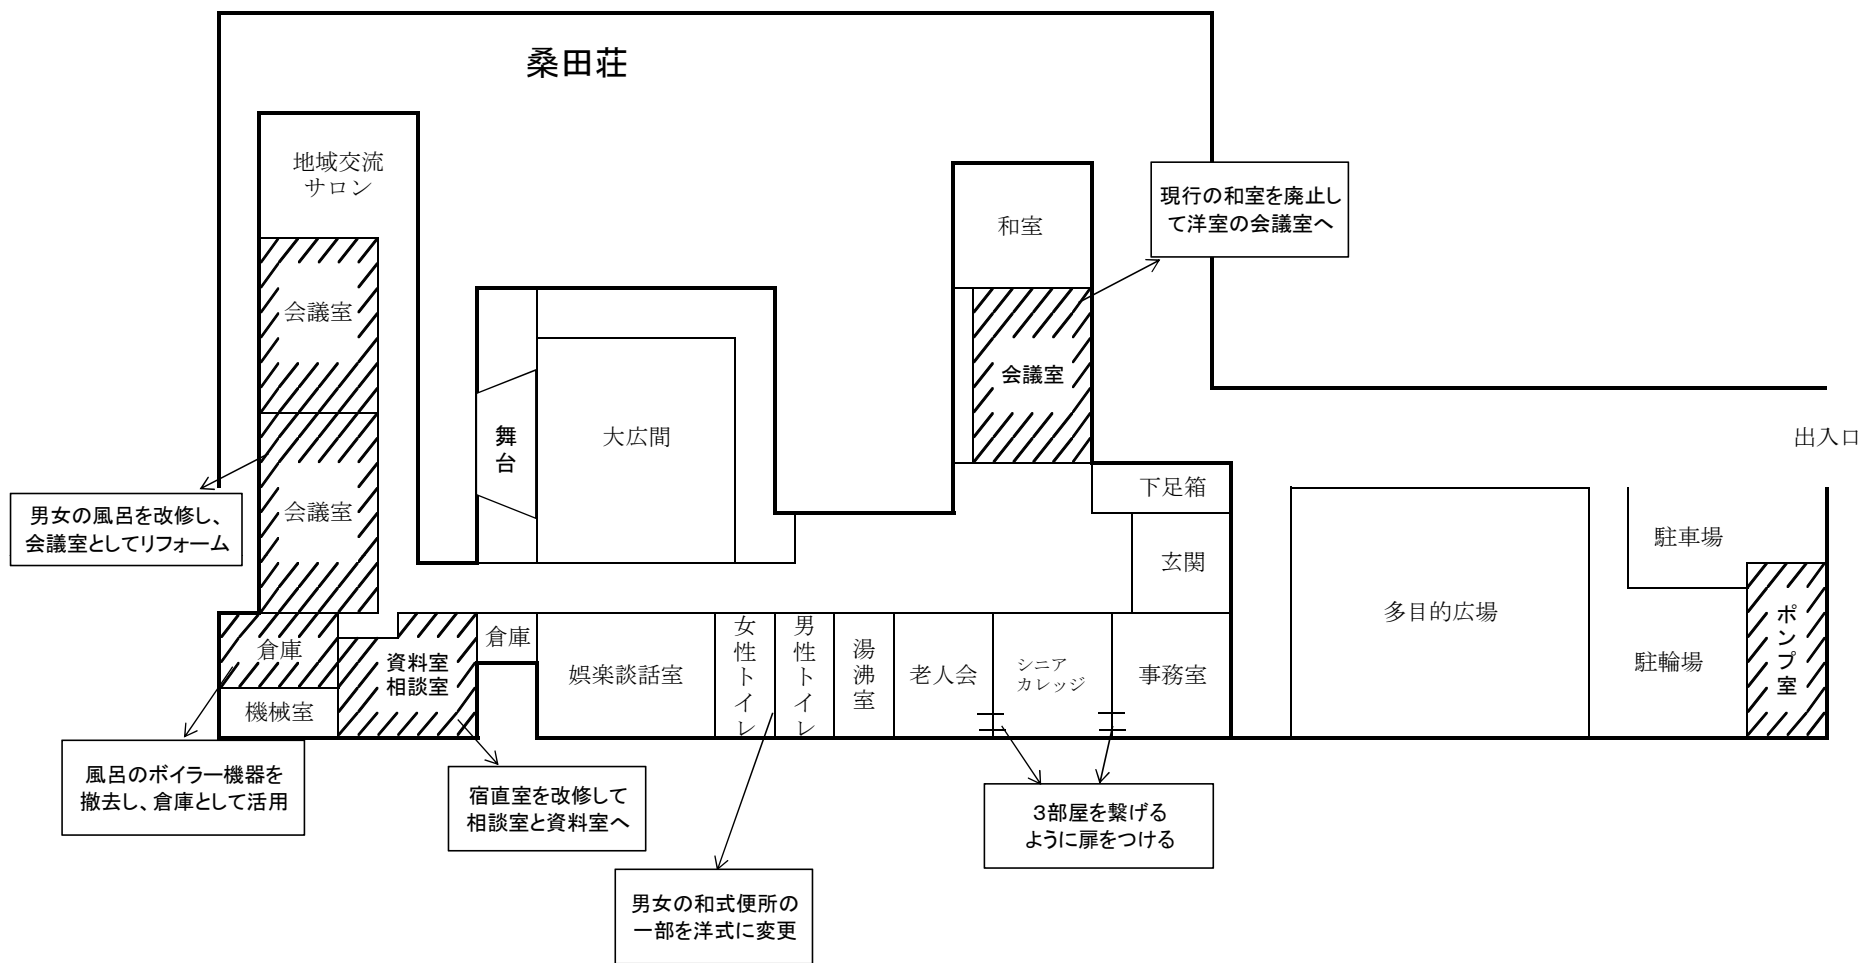 桑田荘
地域交流
サロン
和室
現行の和室を廃止し
て洋室の会議室へ
会議室
会議室
舞台
大広間
出入口
下足箱
男女の風呂を改修し、
会議室としてリフォーム
会議室
玄関
駐車場
多目的広場
ポンプ室
倉庫
資料室
相談室
倉庫
娯楽談話室
女性トイレ
男性トイレ
湯沸室
老人会
シニア
カレッジ
事務室
駐輪場
機械室
風呂のボイラー機器を
撤去し、倉庫として活用
宿直室を改修して
相談室と資料室へ
3部屋を繋げる
ように扉をつける
男女の和式便所の
一部を洋式に変更